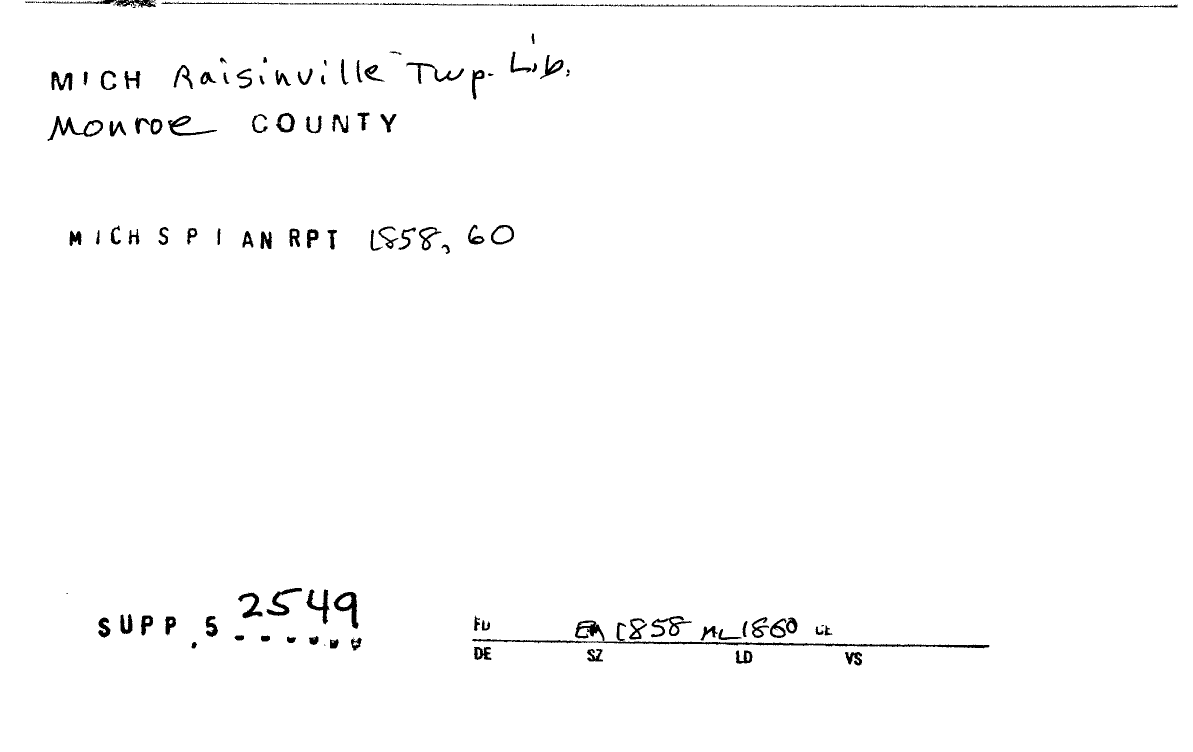 MICH Raisinville Twp. Lib.
Monroe COUNTY
MICH S P I AN RPT 1858, 60
SUPP.5 2549
FD EM 1858 ML 1860 LE
DE SZ LD VS